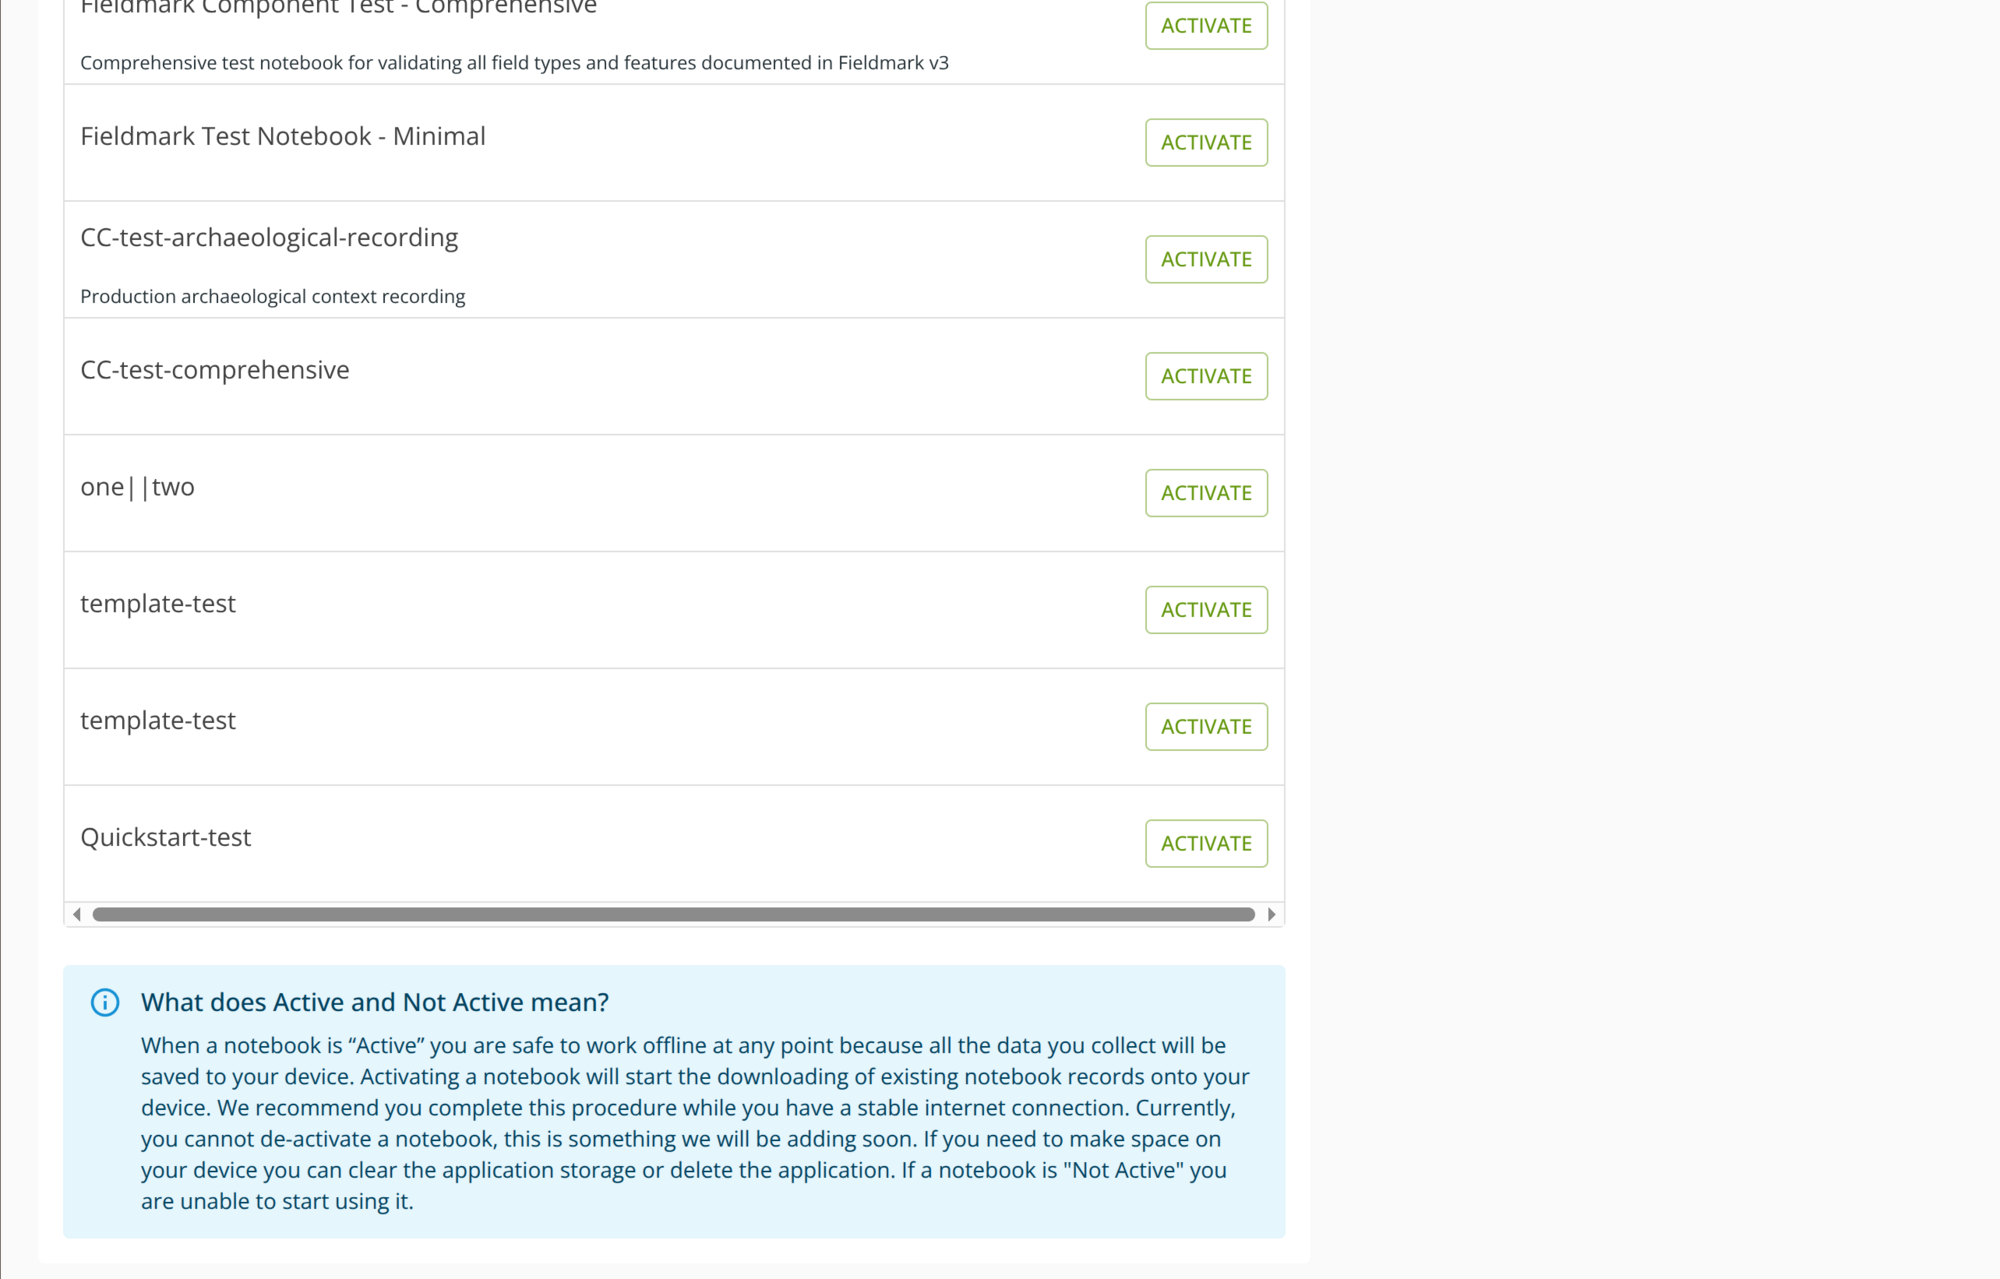 Fieldmark Component Test - Comprehensive
ACTIVATE
Comprehensive test notebook for validating all field types and features documented in Fieldmark v3
Fieldmark Test Notebook - Minimal
ACTIVATE
CC-test-archaeological-recording
ACTIVATE
Production archaeological context recording
CC-test-comprehensive
ACTIVATE
one||two
ACTIVATE
template-test
ACTIVATE
template-test
ACTIVATE
Quickstart-test
ACTIVATE
What does Active and Not Active mean?
When a notebook is “Active” you are safe to work offline at any point because all the data you collect will be
saved to your device. Activating a notebook will start the downloading of existing notebook records onto your
device. We recommend you complete this procedure while you have a stable internet connection. Currently,
you cannot de-activate a notebook, this is something we will be adding soon. If you need to make space on
your device you can clear the application storage or delete the application. If a notebook is "Not Active" you
are unable to start using it.